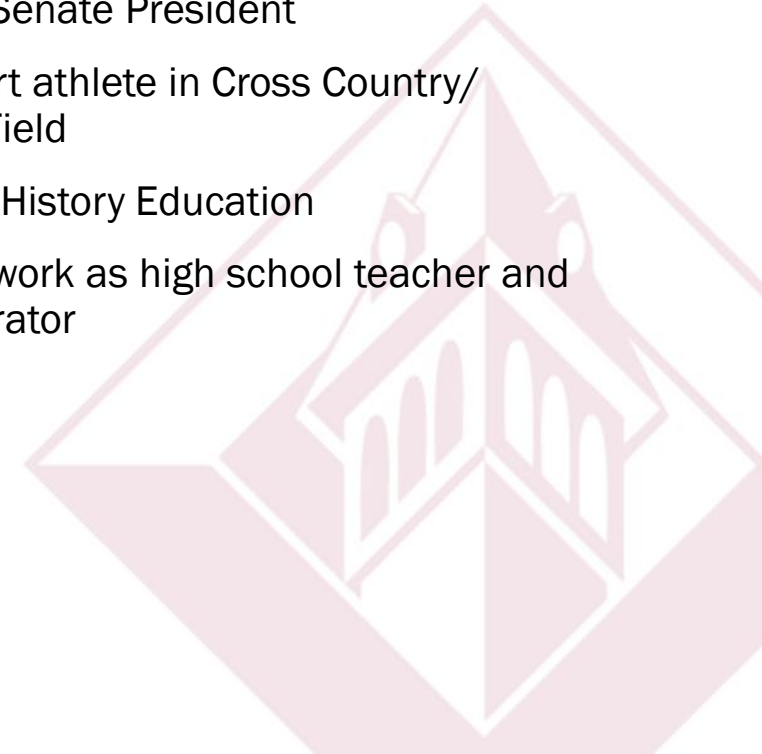 Senate President
rt athlete in Cross Country/
ield
History Education
work as high school teacher and
rator